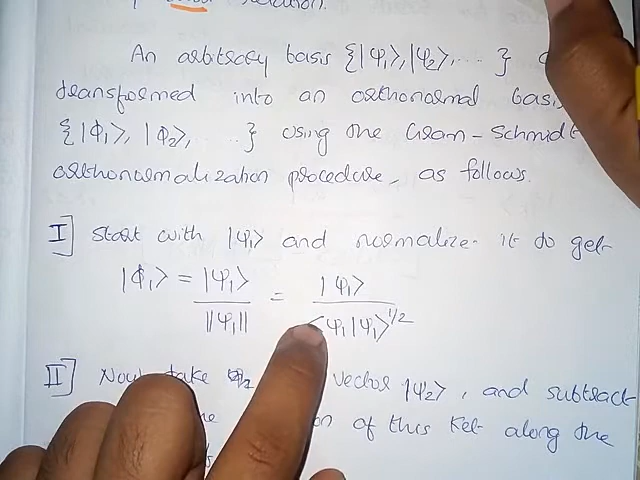 relation.
An arbitrary basis {|ψ₁⟩,|ψ₂⟩,....}
transformed into an orthonormal basis
{|ϕ₁⟩, |ϕ₂⟩, ....} using the Gram-Schmidt
orthonormalization procedure, as follows.
I] Start with |ψ₁⟩ and normalize it to get
|ϕ₁⟩ = |ψ₁⟩ / ||ψ₁|| = |ψ₁⟩ / ⟨ψ₁|ψ₁⟩^1/2
II] Now take vector |ψ₂⟩, and subtract
of this ket along the